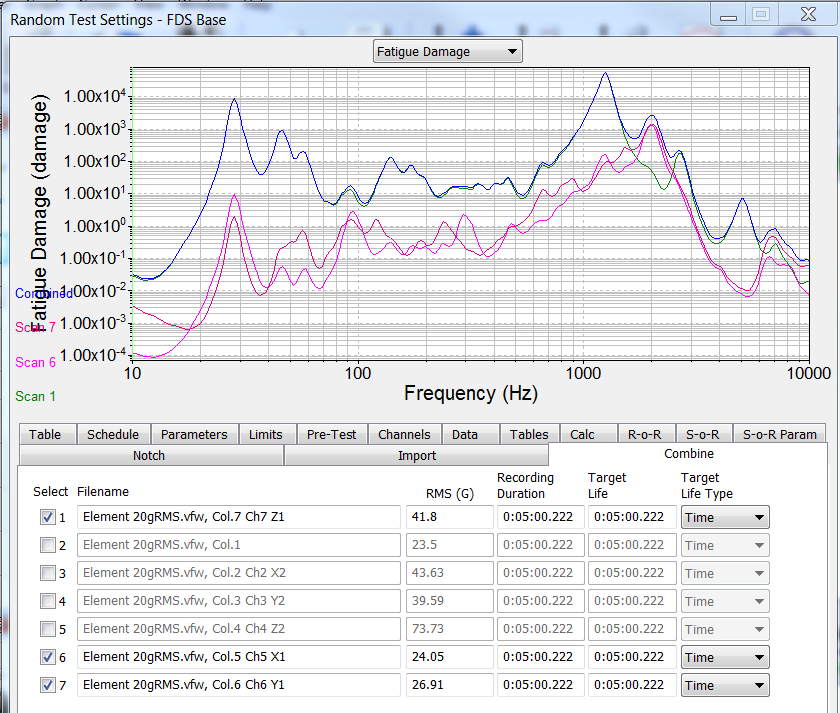 Random Test Settings - FDS Base
Fatigue Damage
Fatigue Damage (damage)
1.00x10⁴
1.00x10³
1.00x10²
1.00x10¹
1.00x10⁰
1.00x10⁻¹
1.00x10⁻²
1.00x10⁻³
1.00x10⁻⁴
Combined
Scan 7
Scan 6
Scan 1
10 100 1000 10000
Frequency (Hz)
Table Schedule Parameters Limits Pre-Test Channels Data Tables Calc R-o-R S-o-R S-o-R Param
Notch Import Combine
Select Filename RMS (G) Recording Duration Target Life Target Life Type
1 Element 20gRMS.vfw, Col.7 Ch7 Z1 41.8 0:05:00.222 0:05:00.222 Time
2 Element 20gRMS.vfw, Col.1 23.5 0:05:00.222 0:05:00.222 Time
3 Element 20gRMS.vfw, Col.2 Ch2 X2 43.63 0:05:00.222 0:05:00.222 Time
4 Element 20gRMS.vfw, Col.3 Ch3 Y2 39.59 0:05:00.222 0:05:00.222 Time
5 Element 20gRMS.vfw, Col.4 Ch4 Z2 73.73 0:05:00.222 0:05:00.222 Time
6 Element 20gRMS.vfw, Col.5 Ch5 X1 24.05 0:05:00.222 0:05:00.222 Time
7 Element 20gRMS.vfw, Col.6 Ch6 Y1 26.91 0:05:00.222 0:05:00.222 Time